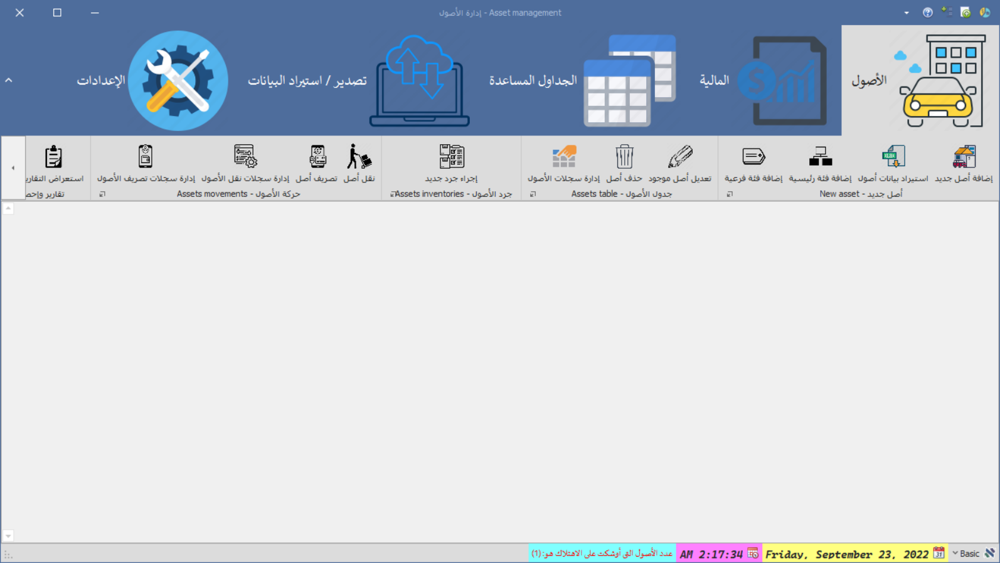 إدارة الأصول - Asset management
الأصول
المالية
الجداول المساعدة
تصدير / استيراد البيانات
الإعدادات
إضافة أصل جديد
استيراد بيانات أصول
إضافة فئة رئيسية
إضافة فئة فرعية
أصل جديد - New asset
تعديل أصل موجود
حذف أصل
إدارة سجلات الأصول
جدول الأصول - Assets table
إجراء جرد جديد
جرد الأصول - Assets inventories
نقل أصل
تصريف أصل
إدارة سجلات نقل الأصول
إدارة سجلات تصريف الأصول
حركة الأصول - Assets movements
استعراض التقارير
تقارير وإحص
Basic
Friday, September 23, 2022
AM 2:17:34
عدد الأصول التي أوشكت على الاهتلاك هو: (1)